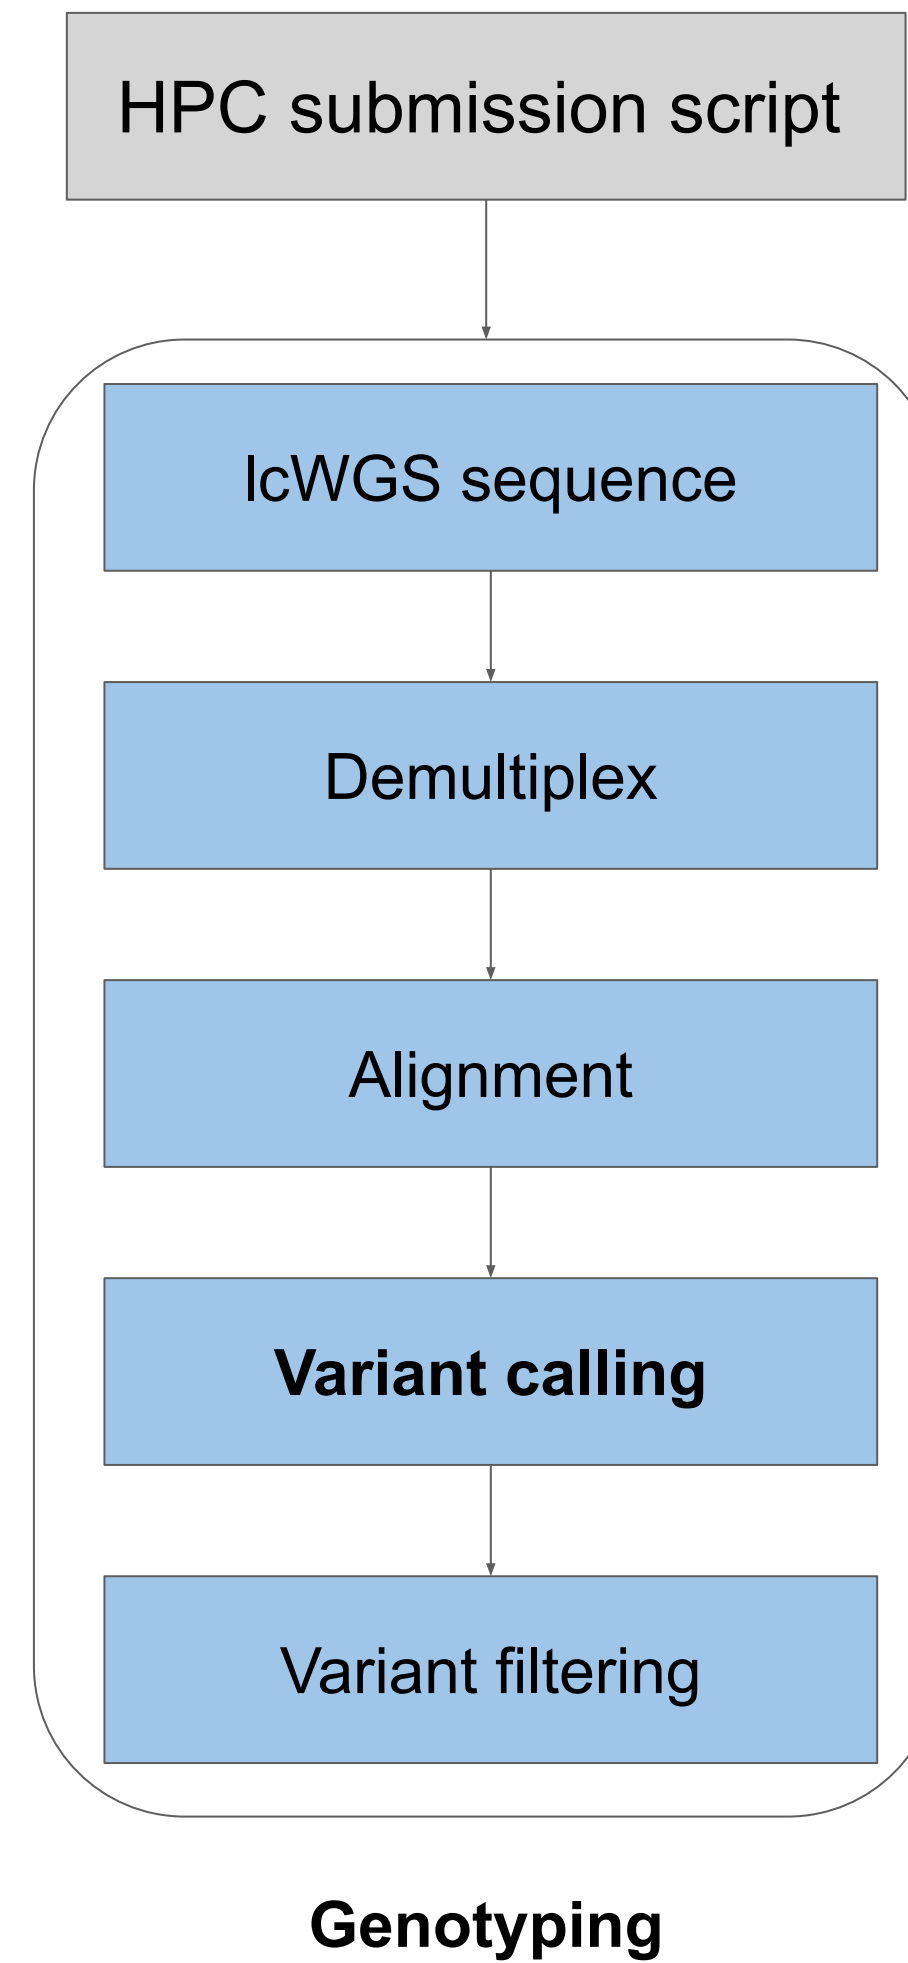 HPC submission script
lcWGS sequence
Demultiplex
Alignment
Variant calling
Variant filtering
Genotyping